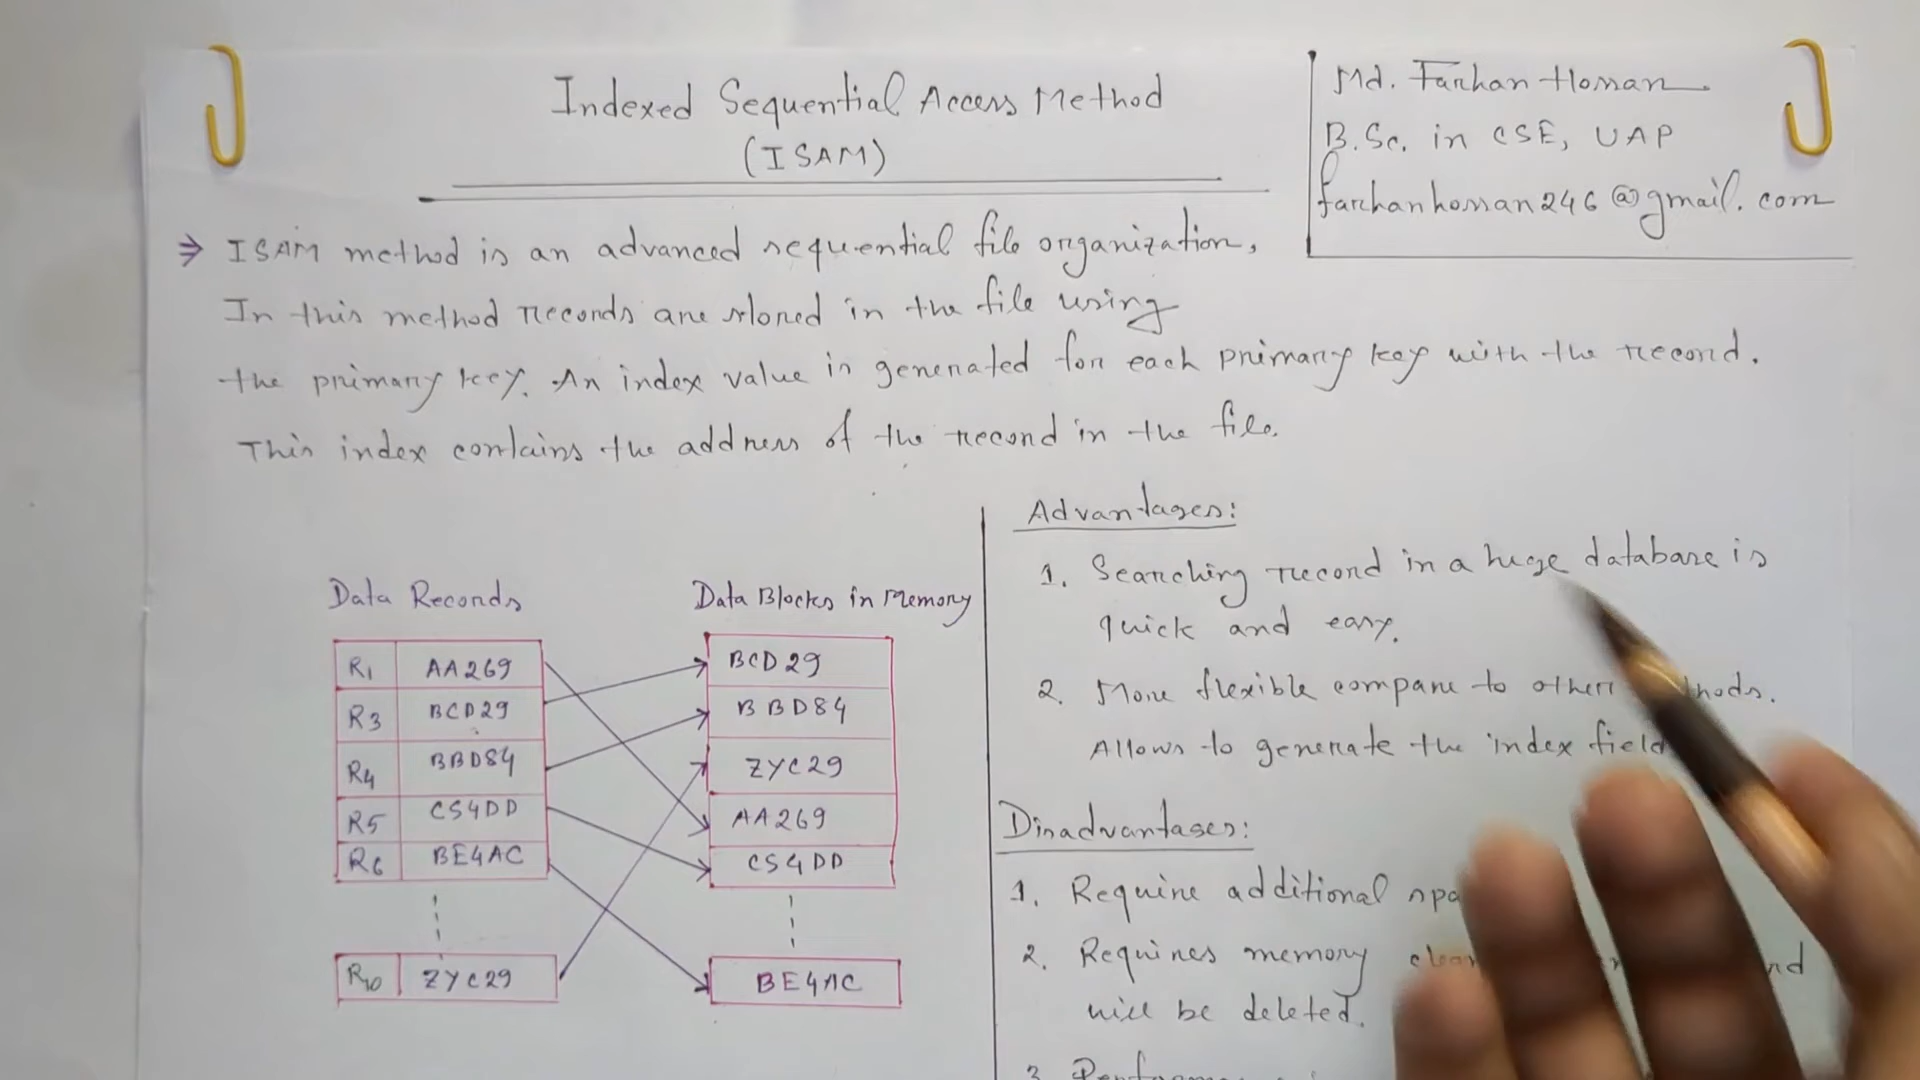 Indexed Sequential Access Method
(ISAM)
Md. Farhan Hossan
B.Sc. in CSE, UAP
farhanhossan246@gmail.com
⇒ ISAM method is an advanced sequential file organization,
In this method records are stored in the file using
the primary key. An index value is generated for each primary key with the record.
This index contains the address of the record in the file.
Data Records
R1 AA269
R3 BCD29
R4 BBD84
R5 CS4DD
R6 BE4AC
R10 ZYC29
Data Blocks in Memory
BCD29
BBD84
ZYC29
AA269
CS4DD
BE4AC
Advantages:
1. Searching record in a huge database is
quick and easy.
2. More flexible compare to other
Allows to generate the index field
Disadvantages:
1. Require additional
2. Requires memory
will be deleted.
3.